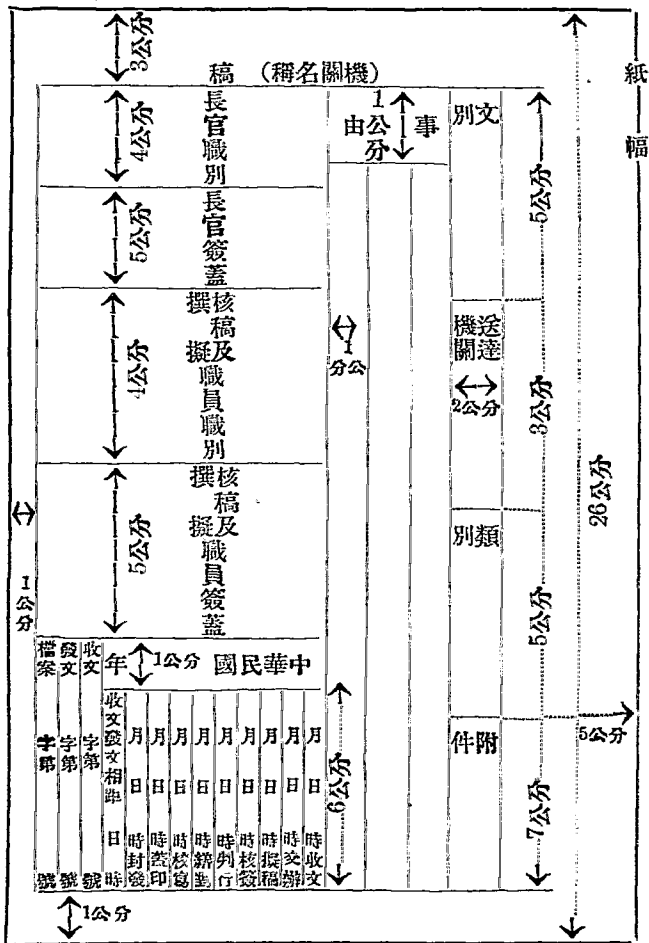 紙幅
（機關名稱）稿
3公分
26公分
5公分
5公分
3公分
5公分
7公分
文別
送達機關
2公分
類別
附件
事由
1公分
1公分
長官職別
4公分
長官簽蓋
5公分
核稿及撰擬職員職別
4公分
核稿及撰擬職員簽蓋
5公分
1公分
中華民國 年
1公分
6公分
月 日 時收文
月 日 時交辦
月 日 時擬稿
月 日 時核簽
月 日 時判行
月 日 時繕對
月 日 時核寫
月 日 時蓋印
月 日 時封發
收文發文相距 日 時
收文 字第 號
發文 字第 號
檔案 字第 號
1公分